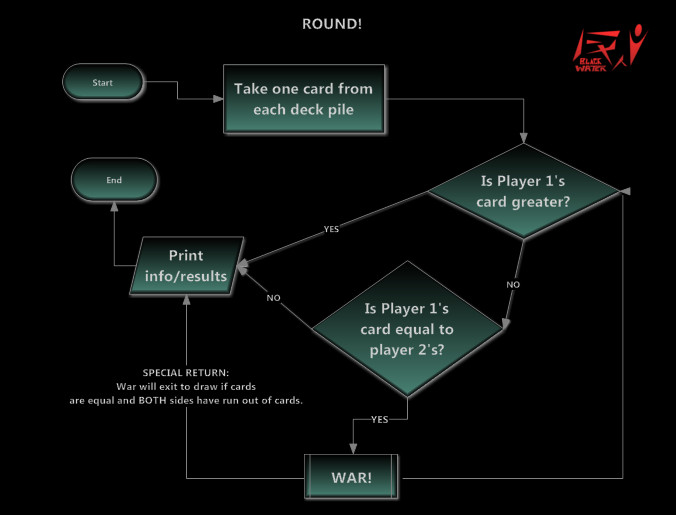 ROUND!
BLACK
WATER
Start
Take one card from
each deck pile
End
Is Player 1's
card greater?
YES
Print
info/results
NO
NO
Is Player 1's
card equal to
player 2's?
SPECIAL RETURN:
War will exit to draw if cards
are equal and BOTH sides have run out of cards.
YES
WAR!